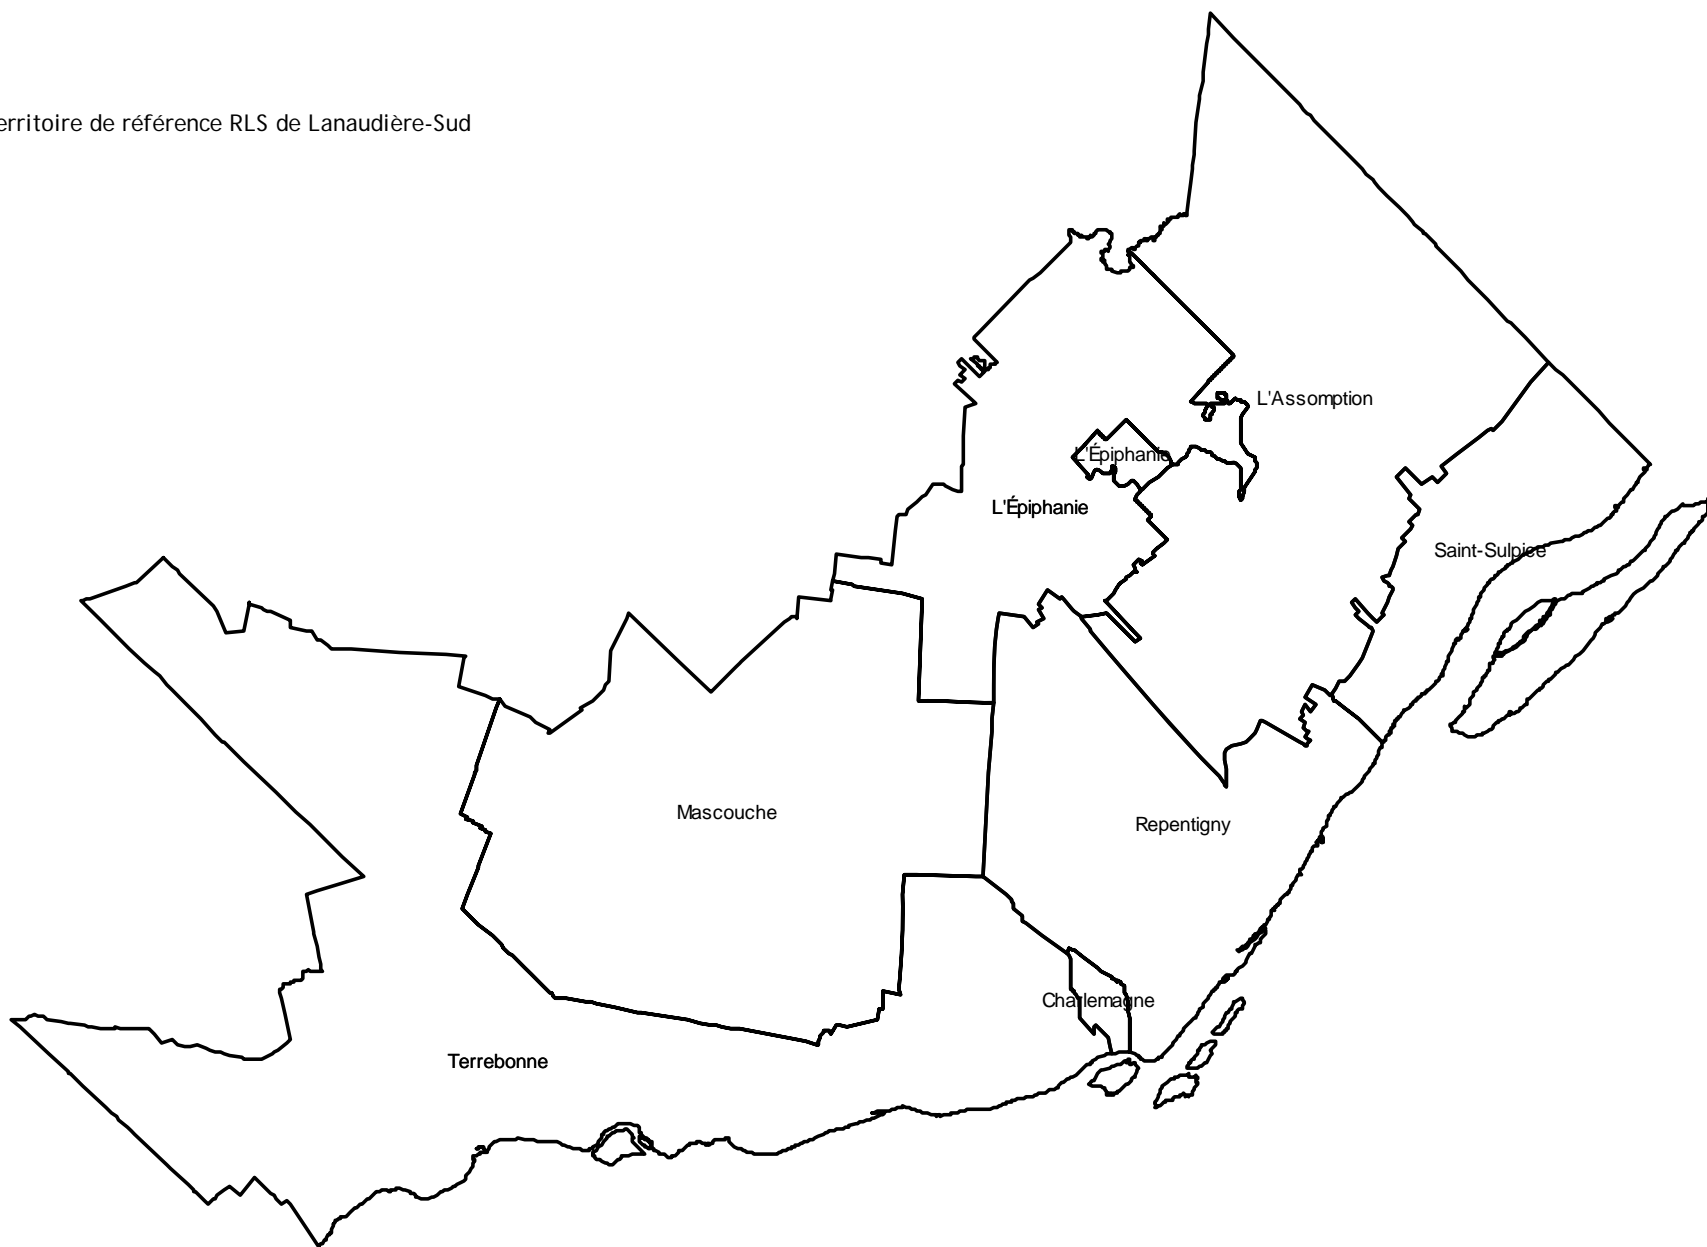 erritoire de référence RLS de Lanaudière-Sud
L'Assomption
L'Épiphanie
L'Épiphanie
Saint-Sulpice
Mascouche
Repentigny
Charlemagne
Terrebonne